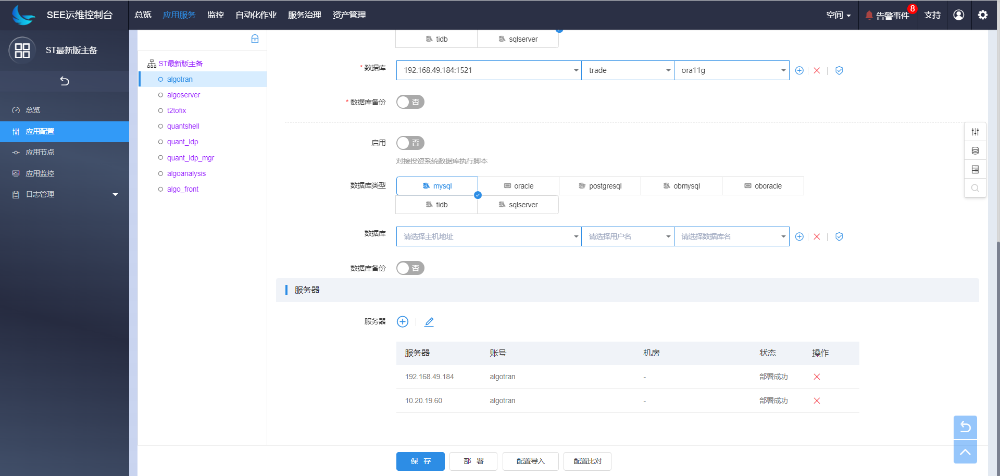 SEE运维控制台
总览 应用服务 监控 自动化作业 服务治理 资产管理
空间 告警事件 8 支持
ST最新版主备
总览
应用配置
应用节点
应用监控
日志管理
ST最新版主备
algotran
algoserver
t2tofix
quantshell
quant_ldp
quant_ldp_mgr
algoanalysis
algo_front
tidb sqlserver
* 数据库 192.168.49.184:1521 trade ora11g
* 数据库备份 否
启用 否
对接投资系统数据库执行脚本
数据库类型 mysql oracle postgresql obmysql oboracle
tidb sqlserver
数据库 请选择主机地址 请选择用户名 请选择数据库名
数据库备份 否
服务器
服务器
服务器 账号 机房 状态 操作
192.168.49.184 algotran - 部署成功
10.20.19.60 algotran - 部署成功
保 存 部 署 配置导入 配置比对